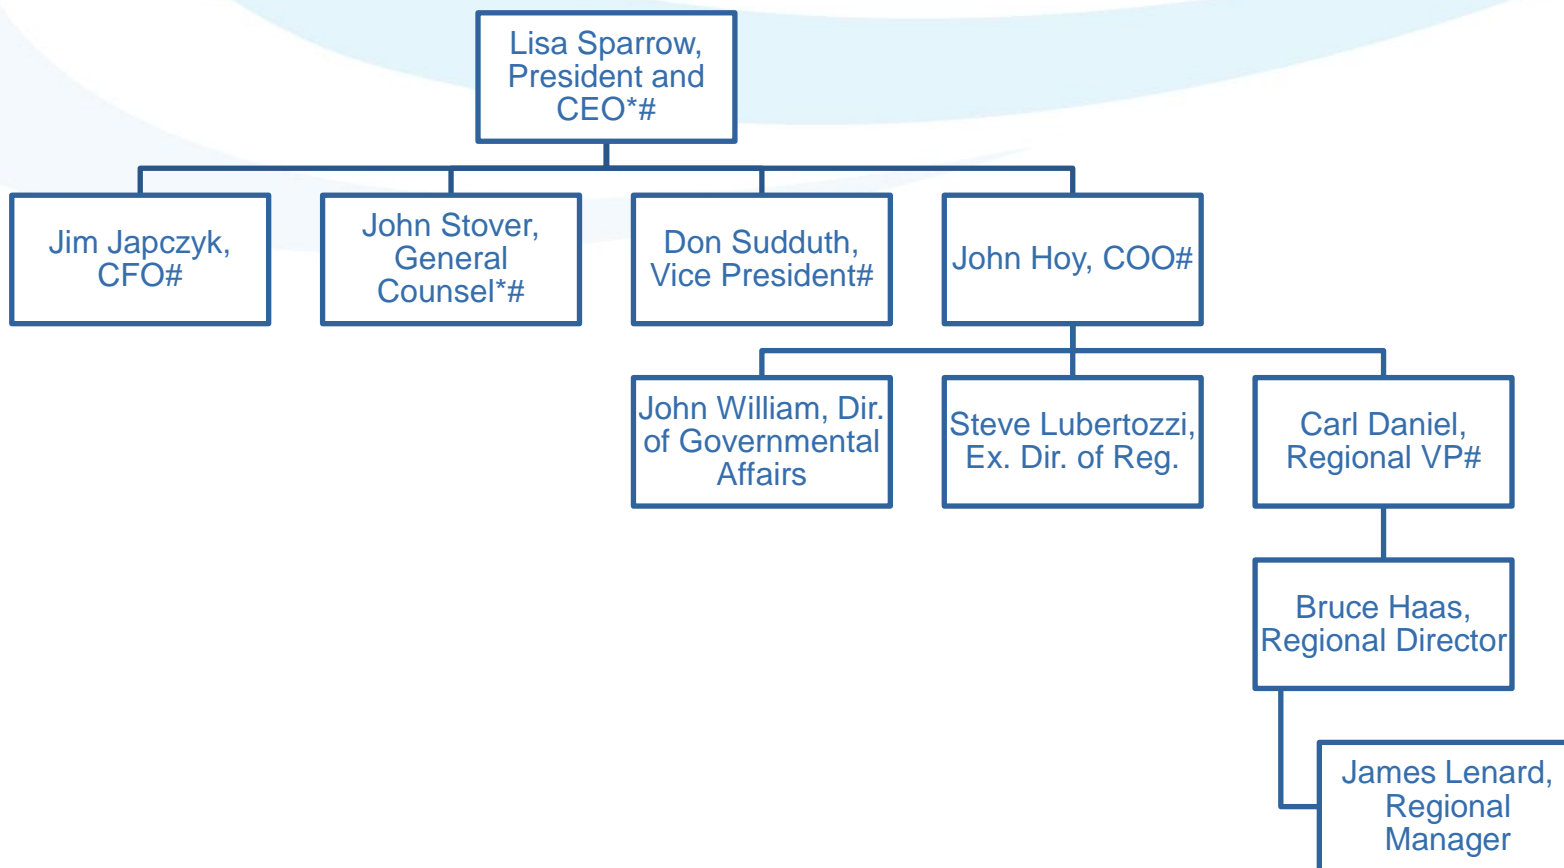 Lisa Sparrow,
President and
CEO*#
Jim Japczyk,
CFO#
John Stover,
General
Counsel*#
Don Sudduth,
Vice President#
John Hoy, COO#
John William, Dir.
of Governmental
Affairs
Steve Lubertozzi,
Ex. Dir. of Reg.
Carl Daniel,
Regional VP#
Bruce Haas,
Regional Director
James Lenard,
Regional
Manager